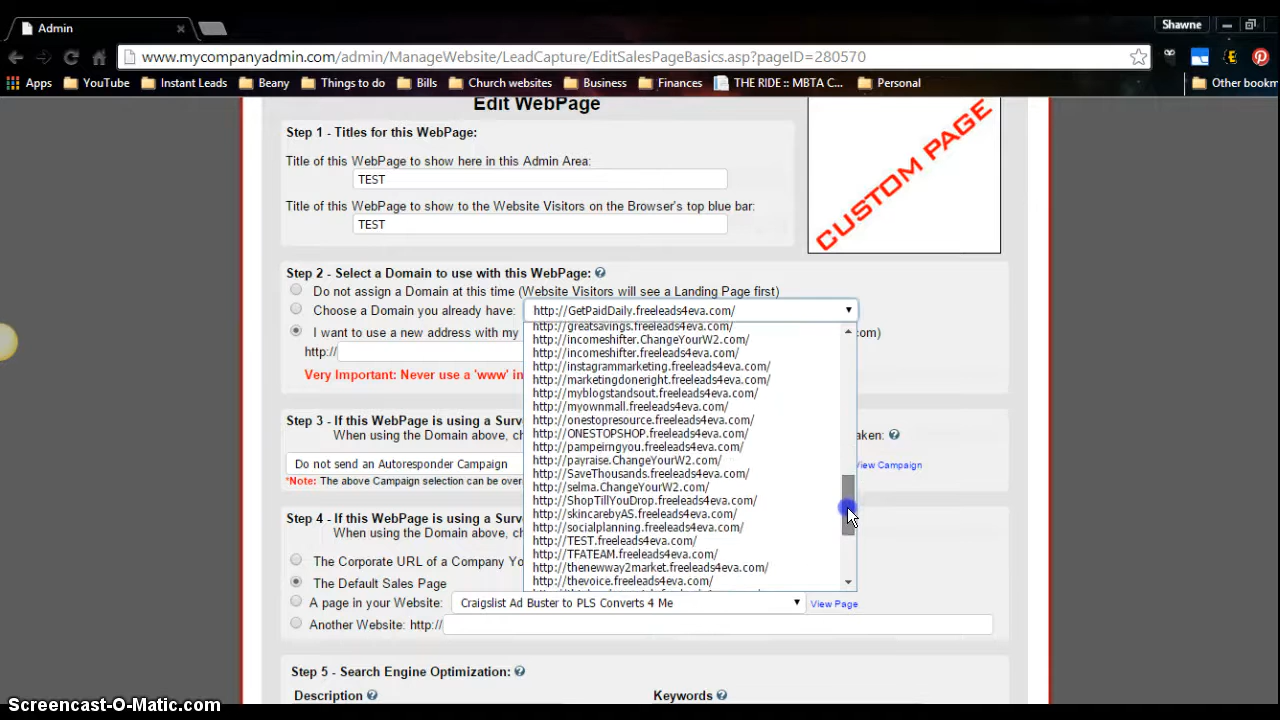 Admin
Shawne
www.mycompanyadmin.com/admin/ManageWebsite/LeadCapture/EditSalesPageBasics.asp?pageID=280570
Apps YouTube Instant Leads Beany Things to do Bills Church websites Business Finances THE RIDE :: MBTA C... Personal Other bookm
Edit WebPage
Step 1 - Titles for this WebPage:
Title of this WebPage to show here in this Admin Area:
TEST
Title of this WebPage to show to the Website Visitors on the Browser's top blue bar:
TEST
CUSTOM PAGE
Step 2 - Select a Domain to use with this WebPage: ?
Do not assign a Domain at this time (Website Visitors will see a Landing Page first)
Choose a Domain you already have: http://GetPaidDaily.freeleads4eva.com/
I want to use a new address with my om)
http://
Very Important: Never use a 'www' in
http://greatsavings.freeleads4eva.com/
http://incomeshifter.ChangeYourW2.com/
http://incomeshifter.freeleads4eva.com/
http://instagrammarketing.freeleads4eva.com/
http://marketingdoneright.freeleads4eva.com/
http://myblogstandsout.freeleads4eva.com/
http://myownmall.freeleads4eva.com/
http://onestopresource.freeleads4eva.com/
http://ONESTOPSHOP.freeleads4eva.com/
http://pampeirngyou.freeleads4eva.com/
http://payraise.ChangeYourW2.com/
http://SaveThousands.freeleads4eva.com/
http://selma.ChangeYourW2.com/
http://ShopTillYouDrop.freeleads4eva.com/
http://skincarebyAS.freeleads4eva.com/
http://socialplanning.freeleads4eva.com/
http://TEST.freeleads4eva.com/
http://TFATEAM.freeleads4eva.com/
http://thenewway2market.freeleads4eva.com/
http://thevoice.freeleads4eva.com/
Step 3 - If this WebPage is using a Surv aken: ?
When using the Domain above, ch
Do not send an Autoresponder Campaign View Campaign
*Note: The above Campaign selection can be over
Step 4 - If this WebPage is using a Surv
When using the Domain above, ch
The Corporate URL of a Company Yo
The Default Sales Page
A page in your Website: Craigslist Ad Buster to PLS Converts 4 Me View Page
Another Website: http://
Step 5 - Search Engine Optimization: ?
Description ? Keywords ?
Screencast-O-Matic.com